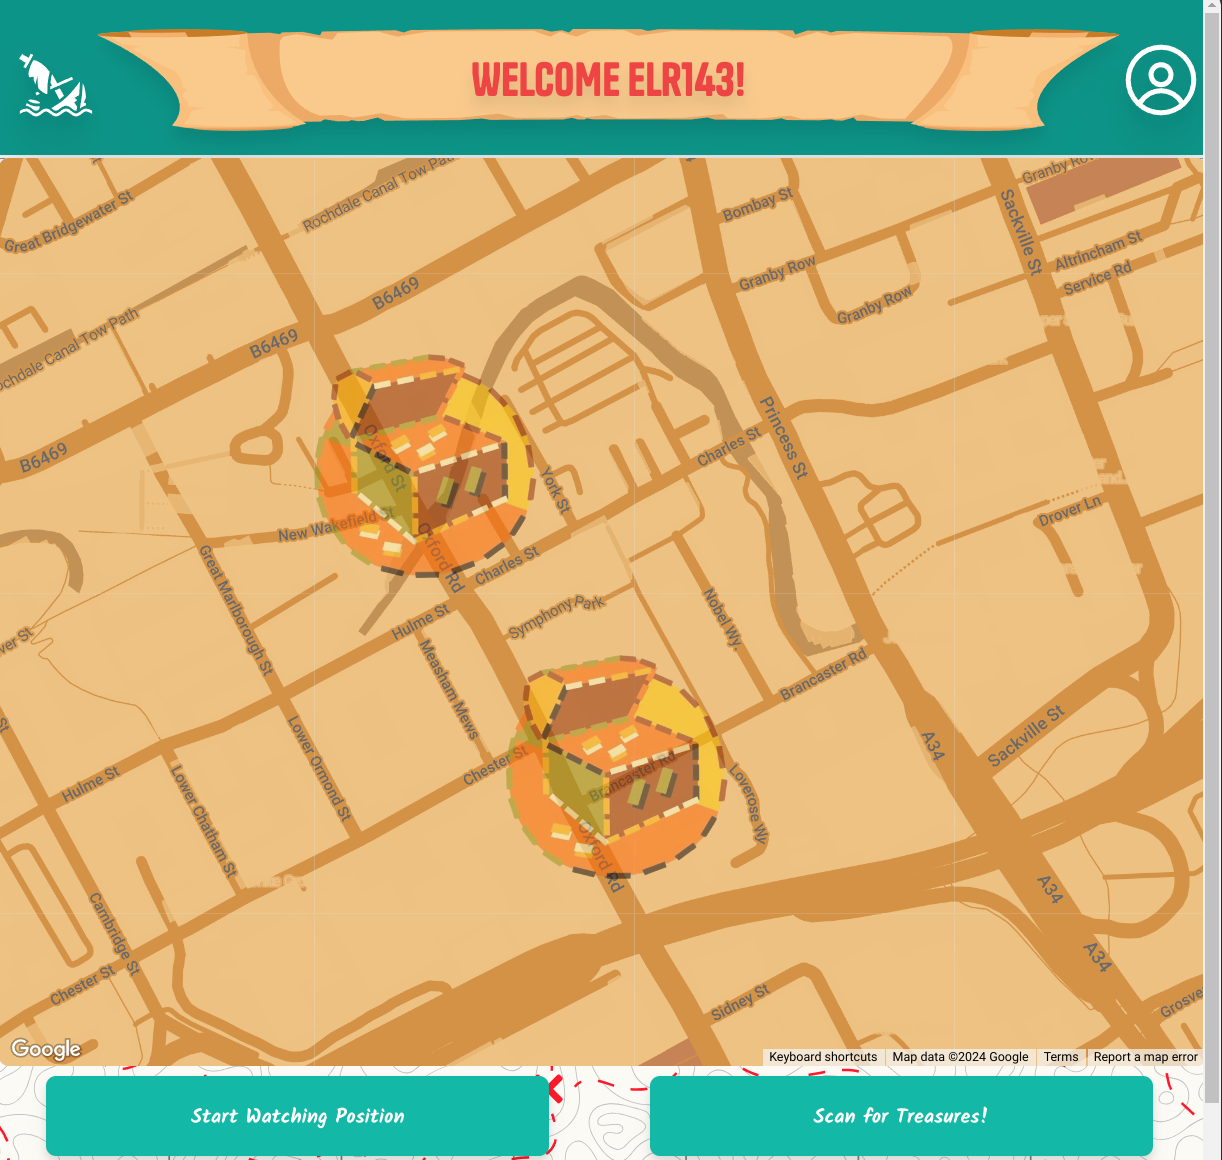 WELCOME ELR143!
Granby Row
Rochdale Canal Tow Path
Great Bridgewater St
Bombay St
Sackville St
Altrincham St
Service Rd
Granby Row
B6469
Granby Row
Rochdale Canal Tow Path
B6469
B6469
Princess St
Charles St
Oxford St
York St
Drover Ln
New Wakefield St
Oxford Rd
Charles St
Great Marlborough St
Nobel Wy.
Symphony Park
Hulme St
Measham Mews
Brancaster Rd
Sackville St
A34
Lower Ormond St
Chester St
Brancaster Rd
Loverose Wy
Hulme St
Lower Chatham St
Oxford Rd
A34
Cambridge St
A34
Chester St
Sidney St
Google
Keyboard shortcuts
Map data ©2024 Google
Terms
Report a map error
Start Watching Position
Scan for Treasures!